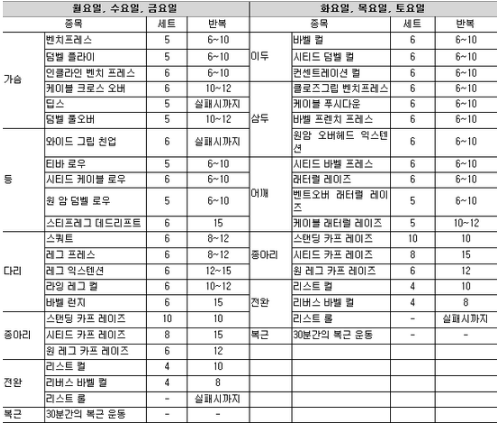 월요일, 수요일, 금요일 화요일, 목요일, 토요일
종목 세트 반복 종목 세트 반복
가슴 벤치프레스 5 6~10 이두 바벨 컬 6 6~10
덤벨 플라이 5 6~10 시티드 덤벨 컬 6 6~10
인클라인 벤치 프레스 6 6~10 컨센트레이션 컬 6 6~10
케이블 크로스 오버 6 10~12 삼두 클로즈그립 벤치프레스 6 6~10
딥스 5 실패시까지 케이블 푸시다운 6 6~10
덤벨 풀오버 5 10~12 바벨 프렌치 프레스 6 6~10
등 와이드 그립 친업 6 실패시까지 원암 오버헤드 익스텐션 6 6~10
티바 로우 5 6~10 어깨 시티드 바벨 프레스 6 6~10
시티드 케이블 로우 6 6~10 래터럴 레이즈 6 6~10
원 암 덤벨 로우 5 6~10 벤트오버 래터럴 레이즈 5 6~10
스티프레그 데드리프트 6 15 케이블 래터럴 레이즈 5 10~12
다리 스쿼트 6 8~12 종아리 스탠딩 카프 레이즈 10 10
레그 프레스 6 8~12 시티드 카프 레이즈 8 15
레그 익스텐션 6 12~15 원 레그 카프 레이즈 6 12
라잉 레그 컬 6 10~12 전완 리스트 컬 4 10
바벨 런지 6 15 리버스 바벨 컬 4 8
종아리 스탠딩 카프 레이즈 10 10 리스트 롤 - 실패시까지
시티드 카프 레이즈 8 15 복근 30분간의 복근 운동 - -
원 레그 카프 레이즈 6 12
전완 리스트 컬 4 10
리버스 바벨 컬 4 8
리스트 롤 - 실패시까지
복근 30분간의 복근 운동 - -